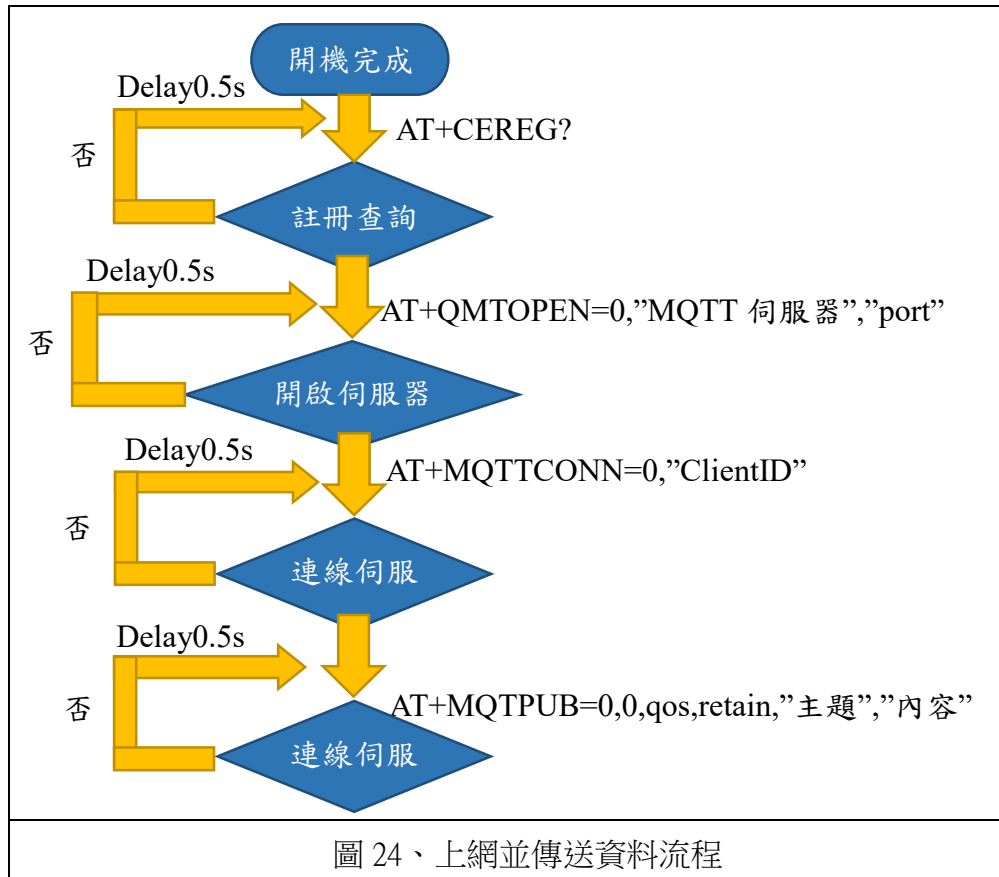 開機完成
Delay0.5s
AT+CEREG?
否
註冊查詢
Delay0.5s
AT+QMTOPEN=0,”MQTT 伺服器”,”port”
否
開啟伺服器
Delay0.5s
AT+MQTTCONN=0,”ClientID”
否
連線伺服
Delay0.5s
AT+MQTPUB=0,0,qos,retain,”主題”,”內容”
否
連線伺服
圖 24、上網並傳送資料流程